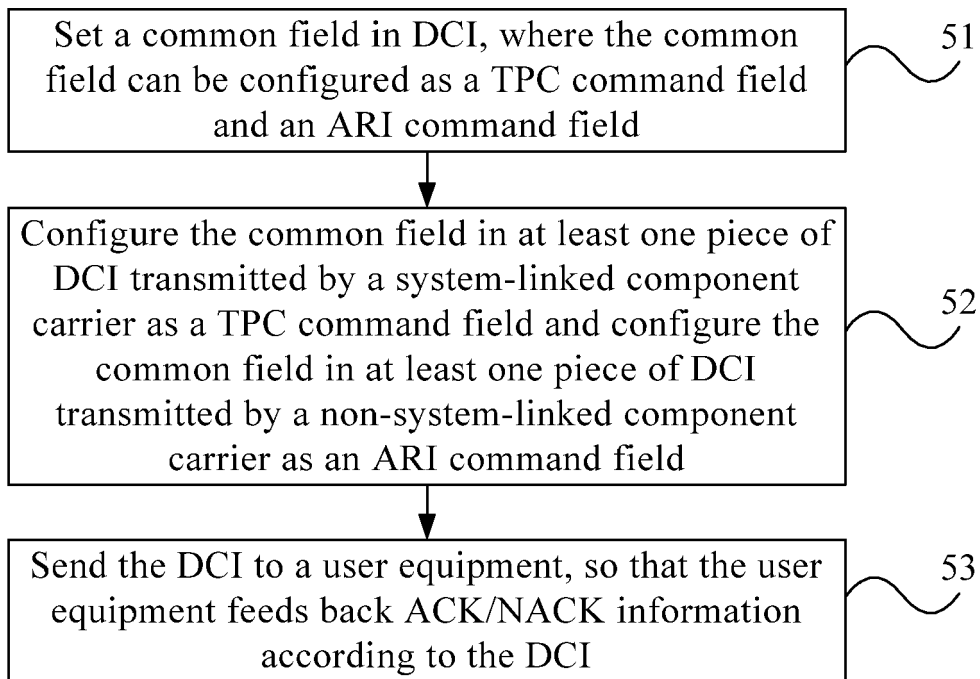 Set a common field in DCI, where the common
field can be configured as a TPC command field
and an ARI command field
51
Configure the common field in at least one piece of
DCI transmitted by a system-linked component
carrier as a TPC command field and configure the
common field in at least one piece of DCI
transmitted by a non-system-linked component
carrier as an ARI command field
52
Send the DCI to a user equipment, so that the user
equipment feeds back ACK/NACK information
according to the DCI
53